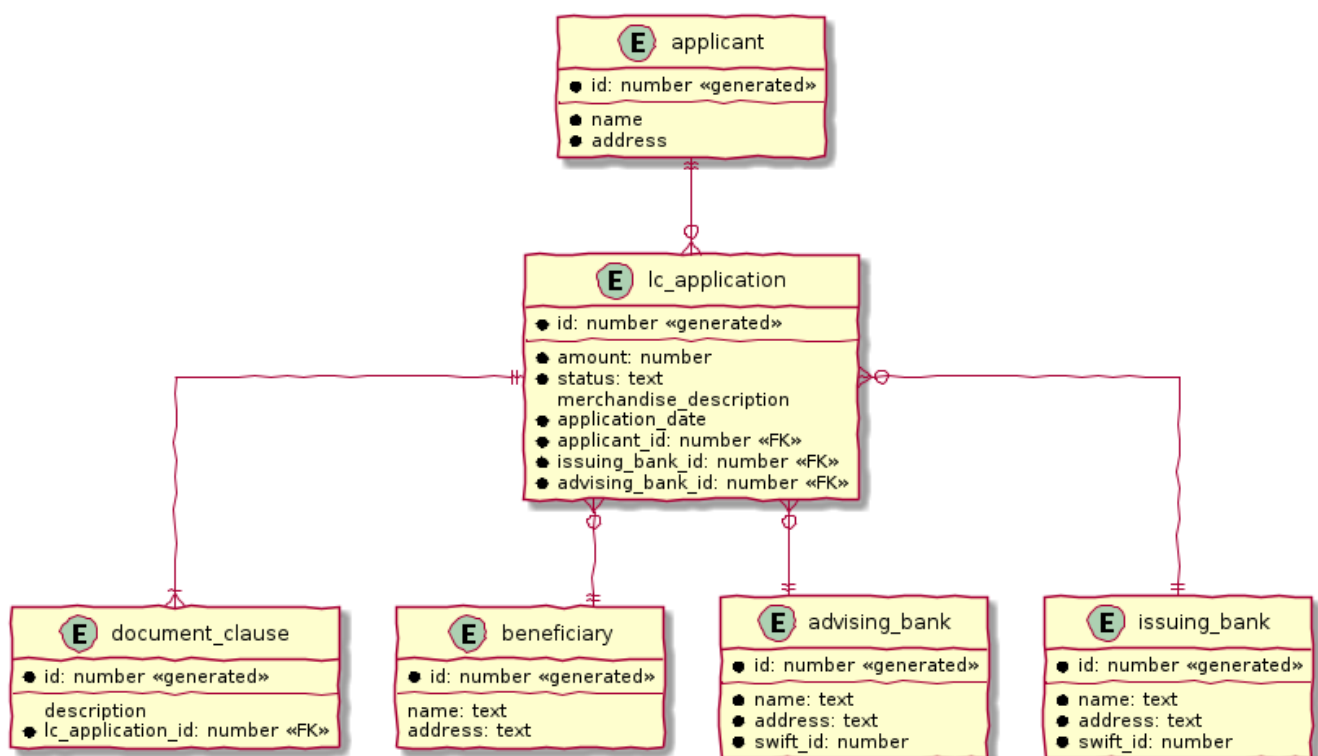 E applicant
id: number «generated»
name
address
E lc_application
id: number «generated»
amount: number
status: text
merchandise_description
application_date
applicant_id: number «FK»
issuing_bank_id: number «FK»
advising_bank_id: number «FK»
E document_clause
id: number «generated»
description
lc_application_id: number «FK»
E beneficiary
id: number «generated»
name: text
address: text
E advising_bank
id: number «generated»
name: text
address: text
swift_id: number
E issuing_bank
id: number «generated»
name: text
address: text
swift_id: number